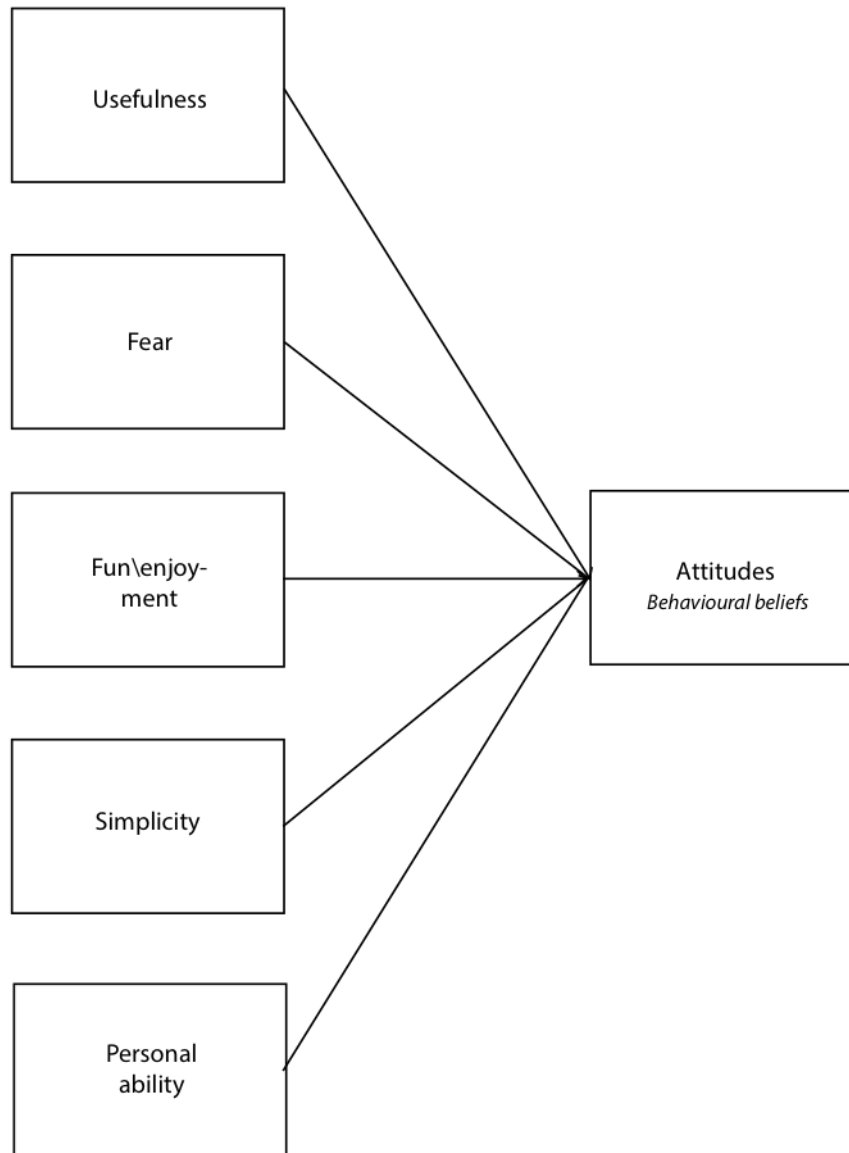 Usefulness
Fear
Fun\enjoy-
ment
Attitudes
Behavioural beliefs
Simplicity
Personal
ability